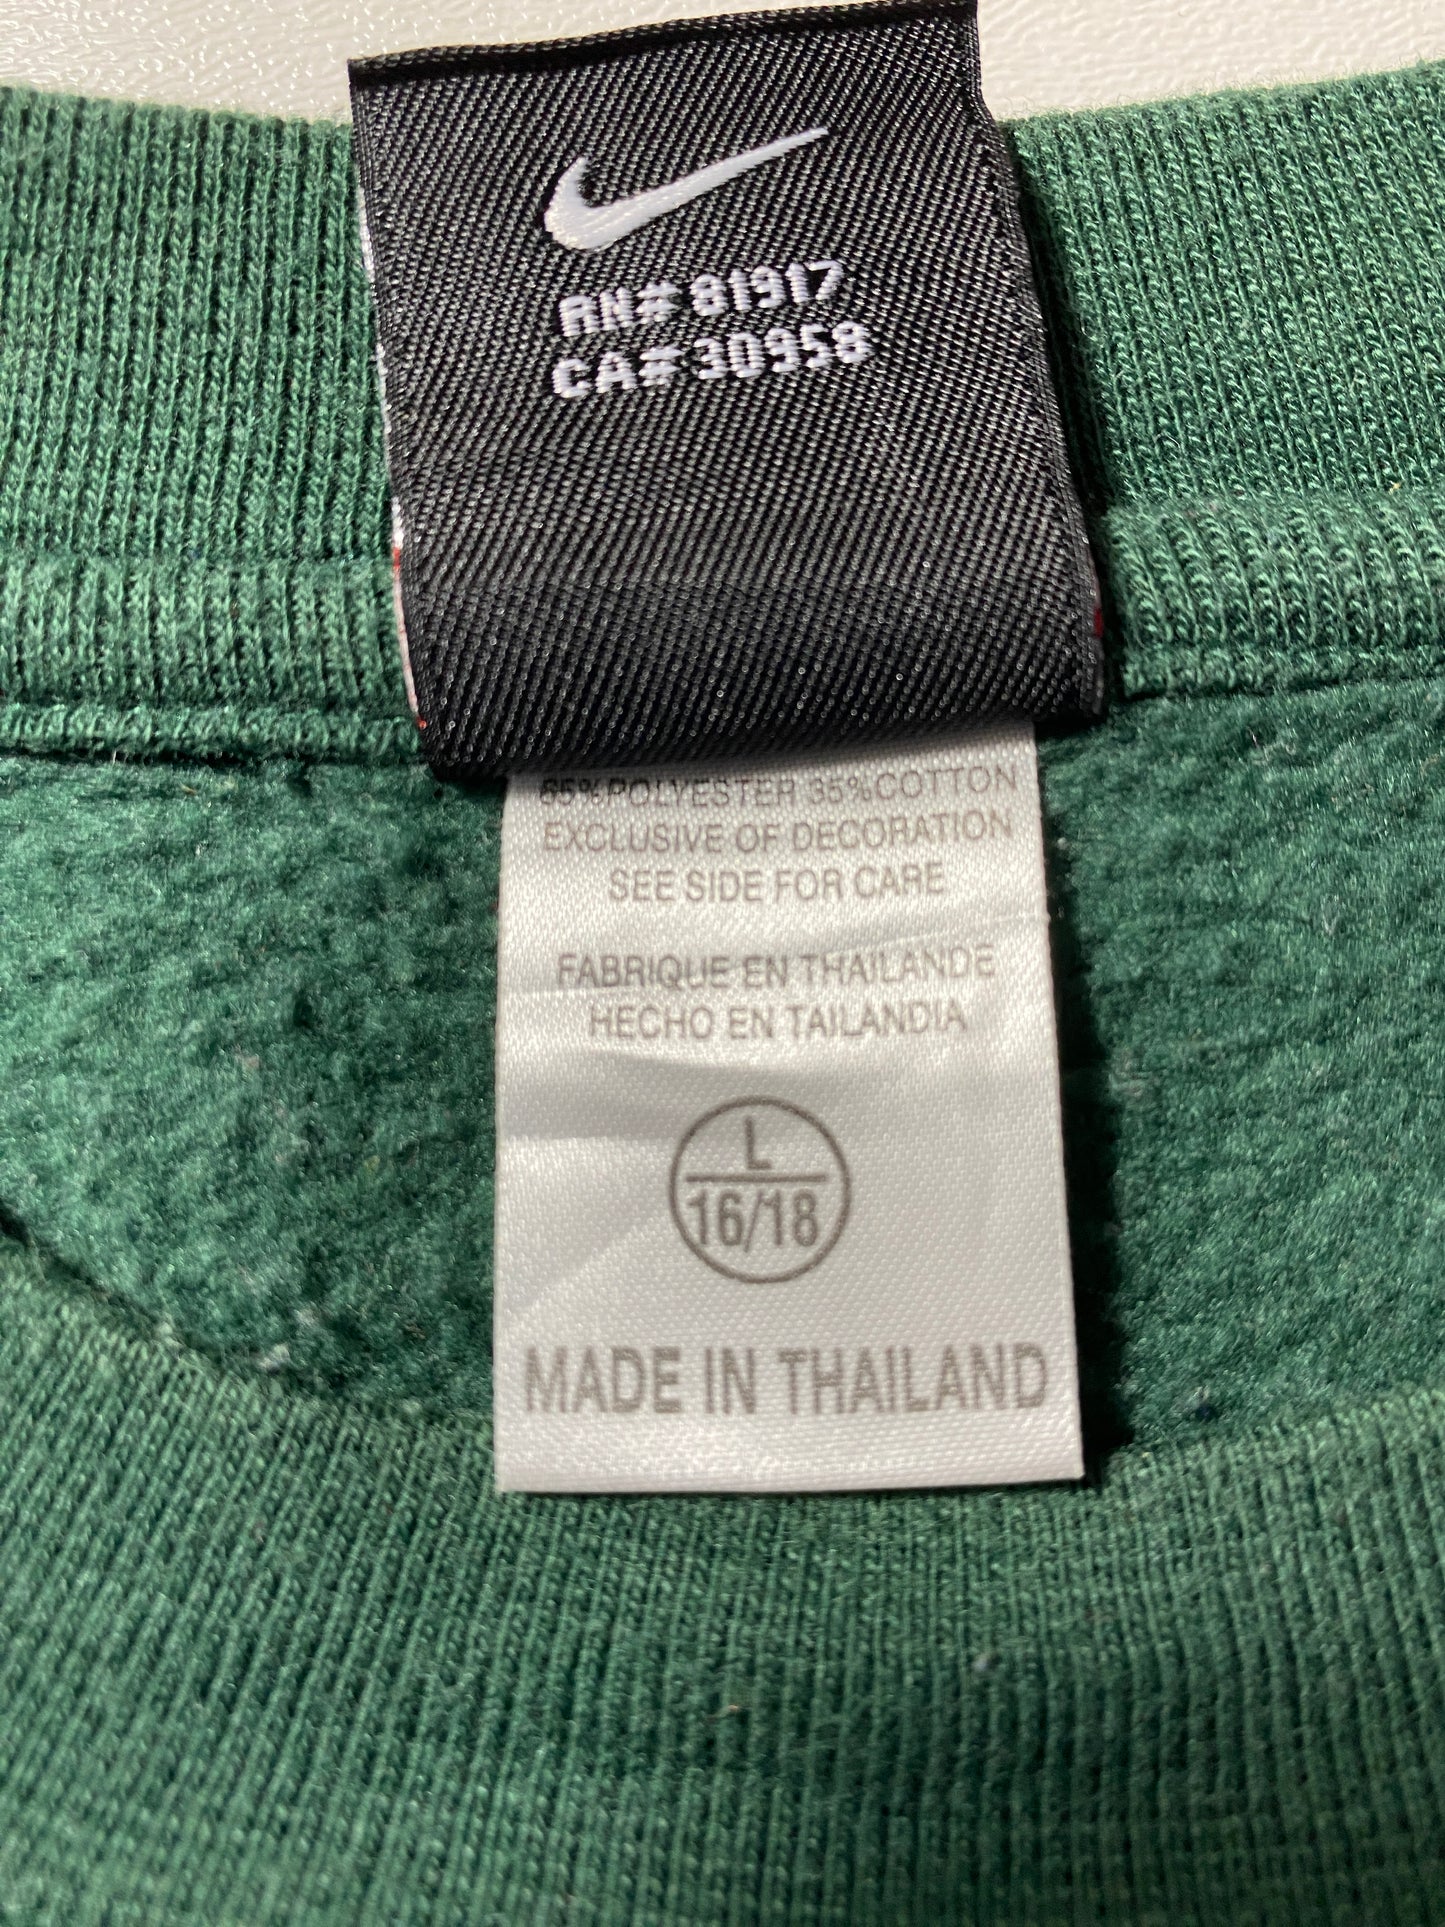 RN# 81917
CA# 30958
65% POLYESTER 35% COTTON
EXCLUSIVE OF DECORATION
SEE SIDE FOR CARE
FABRIQUE EN THAILANDE
HECHO EN TAILANDIA
L
16/18
MADE IN THAILAND